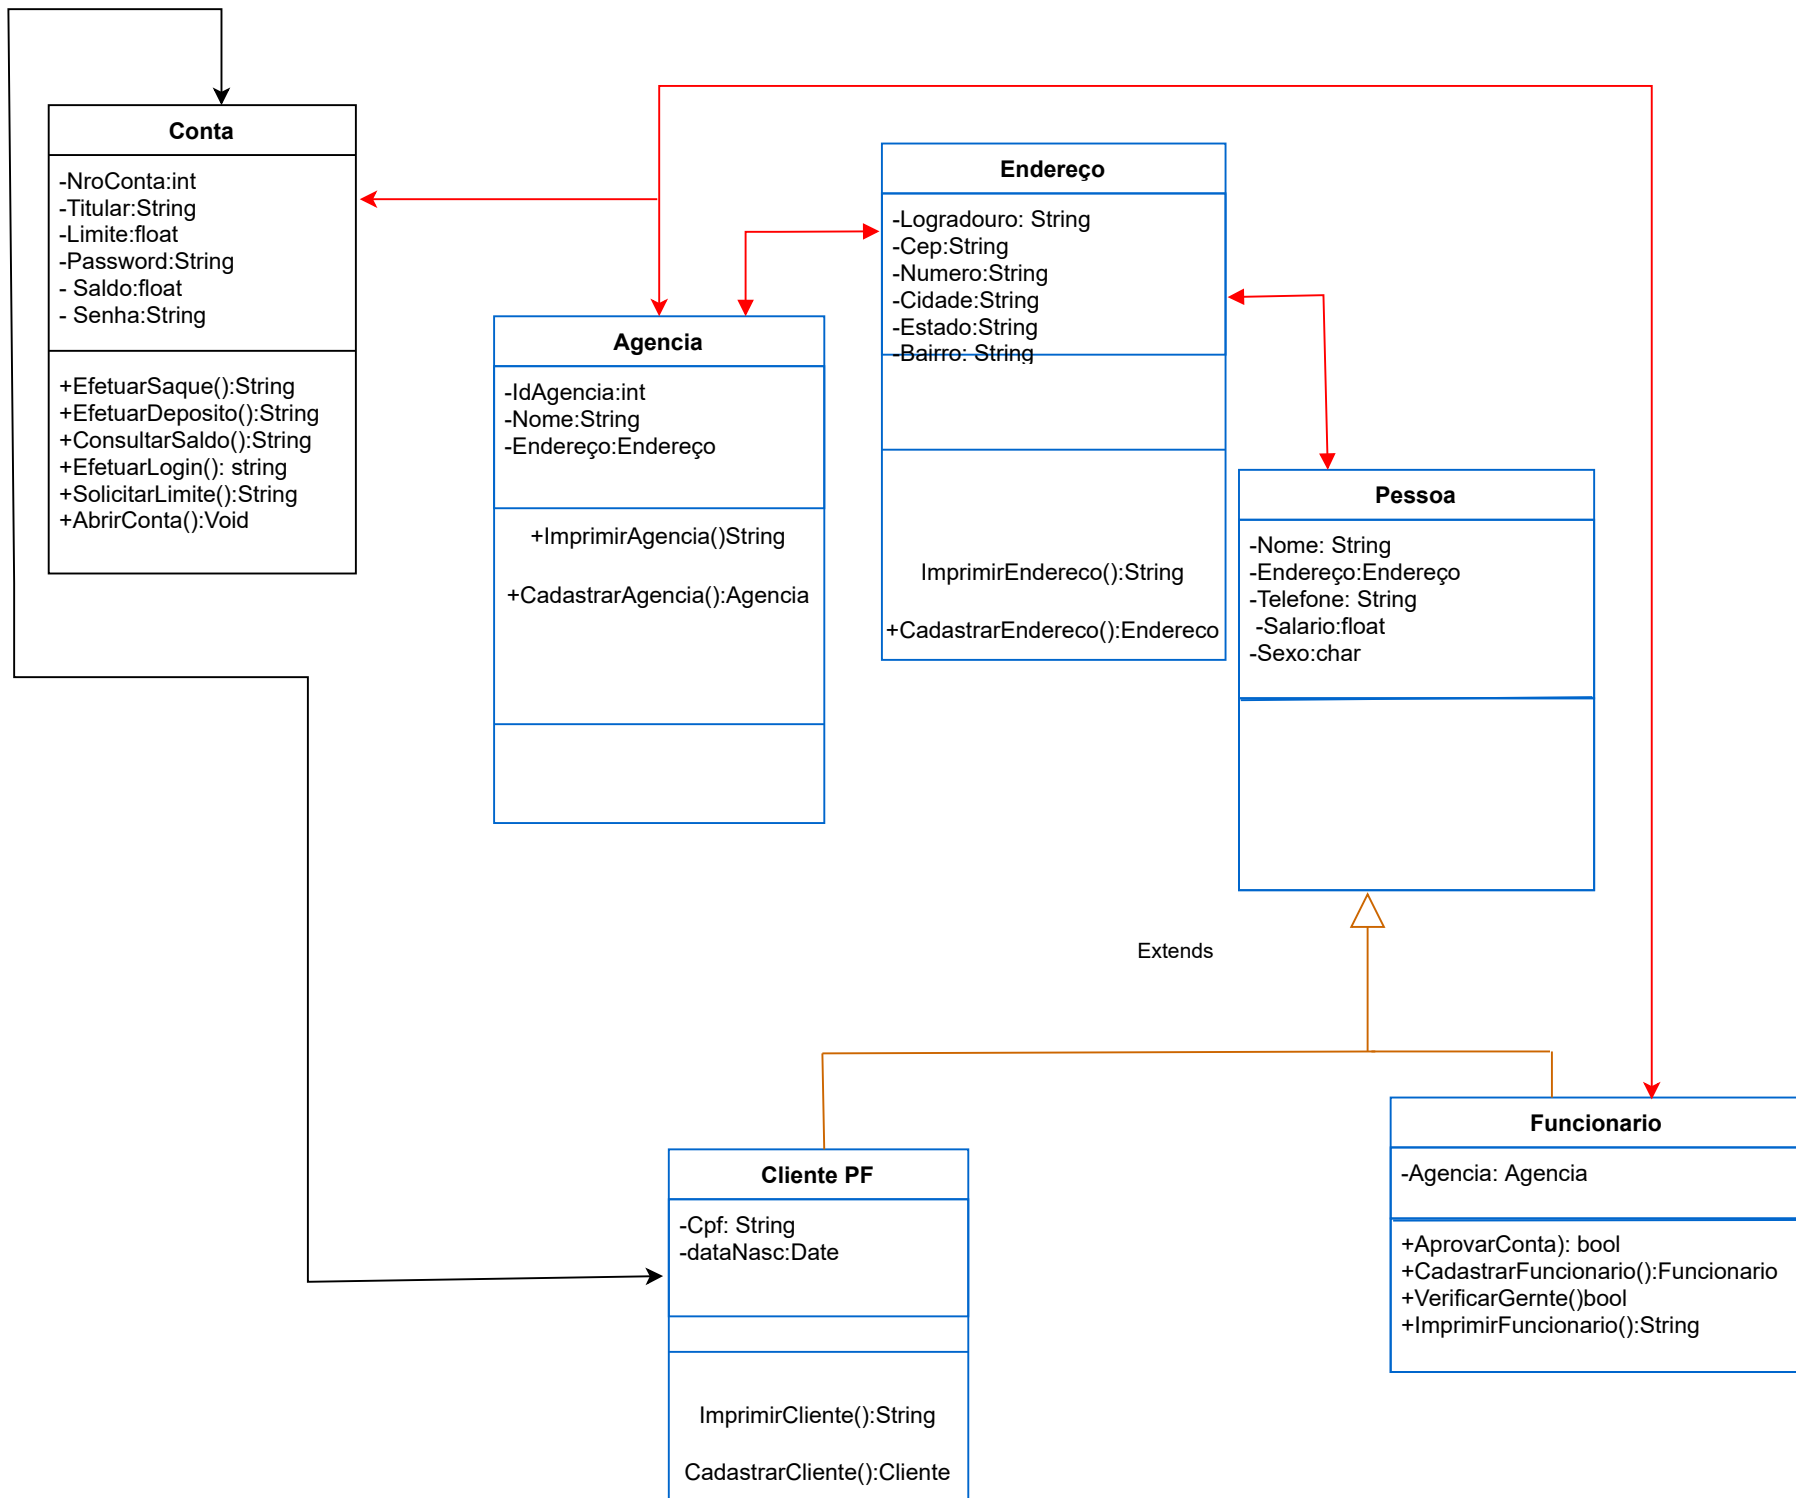 Conta
-NroConta:int
-Titular:String
-Limite:float
-Password:String
- Saldo:float
- Senha:String
+EfetuarSaque():String
+EfetuarDeposito():String
+ConsultarSaldo():String
+EfetuarLogin(): string
+SolicitarLimite():String
+AbrirConta():Void
Agencia
-IdAgencia:int
-Nome:String
-Endereço:Endereço
+ImprimirAgencia()String
+CadastrarAgencia():Agencia
Endereço
-Logradouro: String
-Cep:String
-Numero:String
-Cidade:String
-Estado:String
-Bairro: String
ImprimirEndereco():String
+CadastrarEndereco():Endereco
Pessoa
-Nome: String
-Endereço:Endereço
-Telefone: String
-Salario:float
-Sexo:char
Extends
Cliente PF
-Cpf: String
-dataNasc:Date
ImprimirCliente():String
CadastrarCliente():Cliente
Funcionario
-Agencia: Agencia
+AprovarConta): bool
+CadastrarFuncionario():Funcionario
+VerificarGernte()bool
+ImprimirFuncionario():String